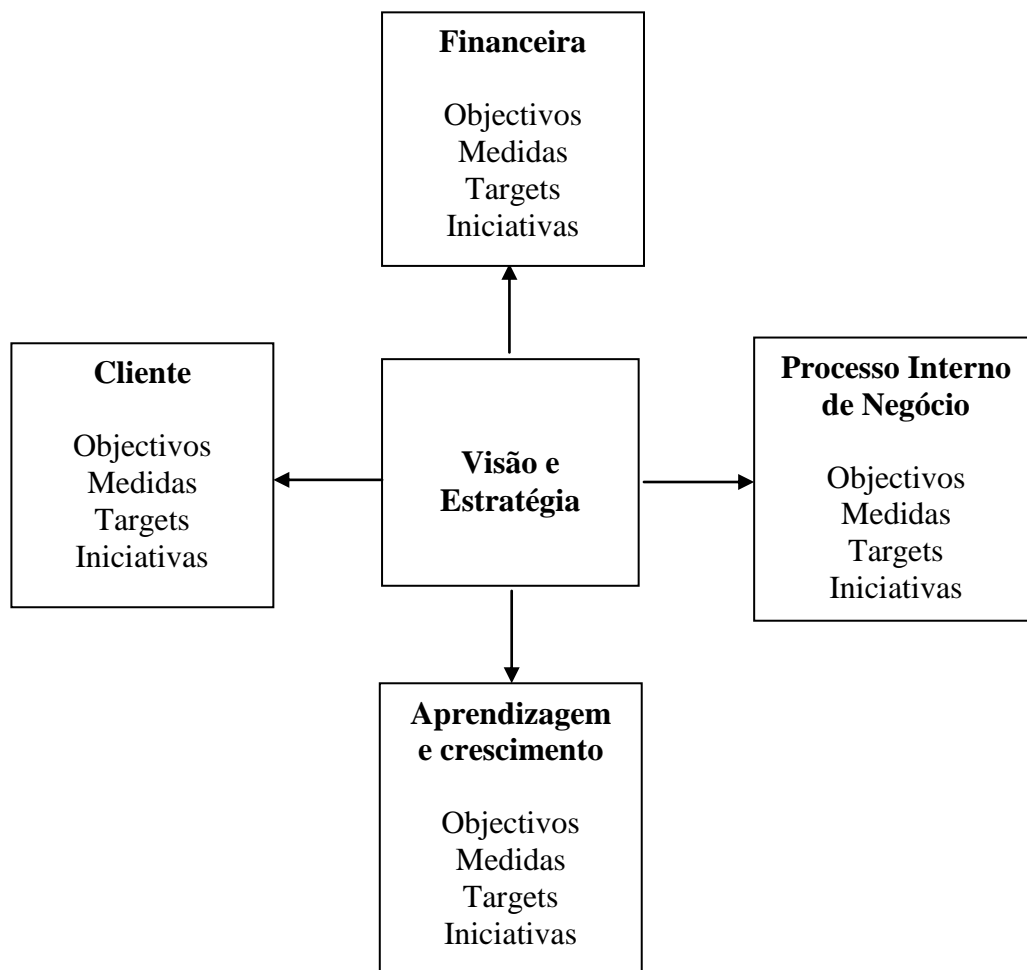 Financeira
Objectivos
Medidas
Targets
Iniciativas
Cliente
Objectivos
Medidas
Targets
Iniciativas
Visão e
Estratégia
Processo Interno
de Negócio
Objectivos
Medidas
Targets
Iniciativas
Aprendizagem
e crescimento
Objectivos
Medidas
Targets
Iniciativas